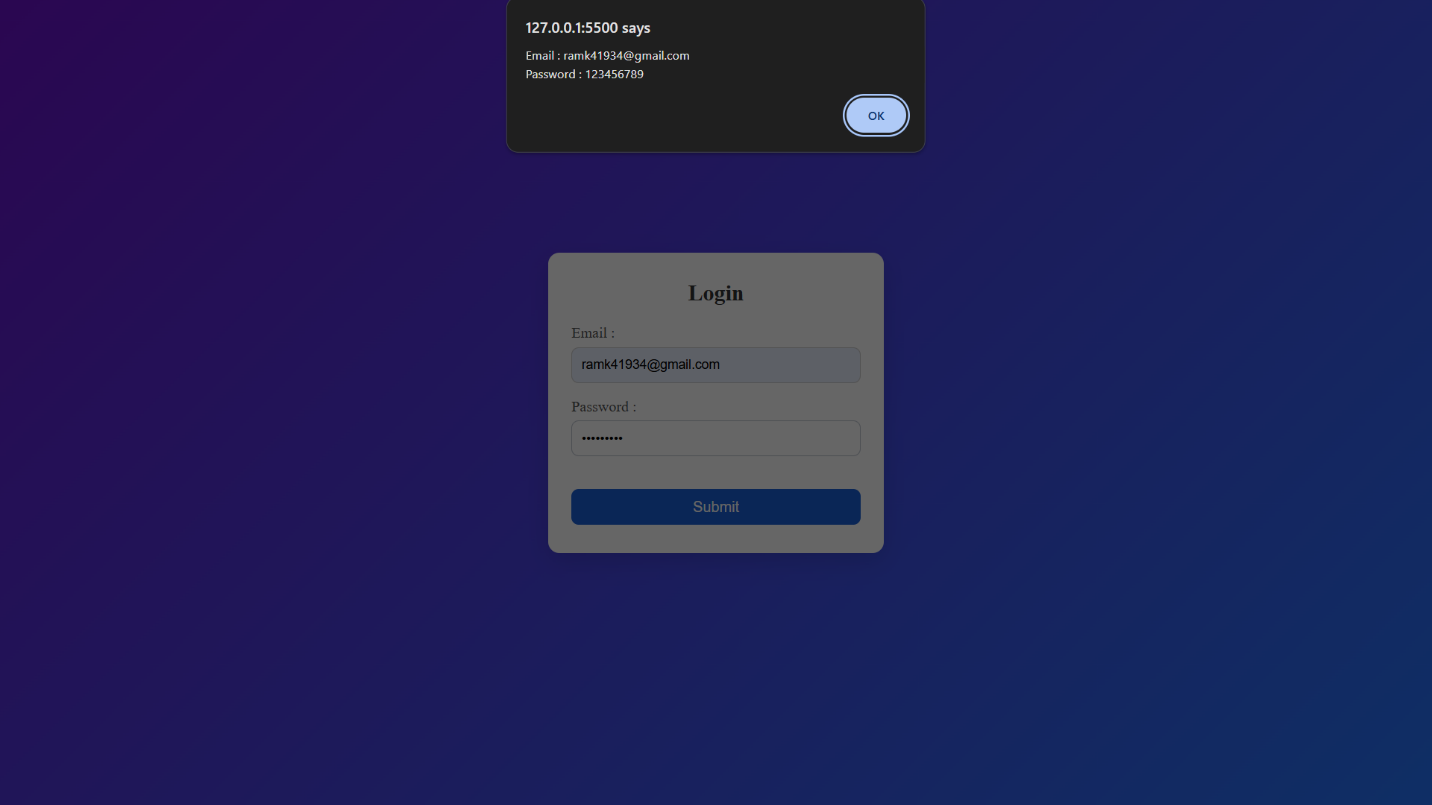 127.0.0.1:5500 says
Email : ramk41934@gmail.com
Password : 123456789
OK
Login
Email :
ramk41934@gmail.com
Password :
•••••••••
Submit